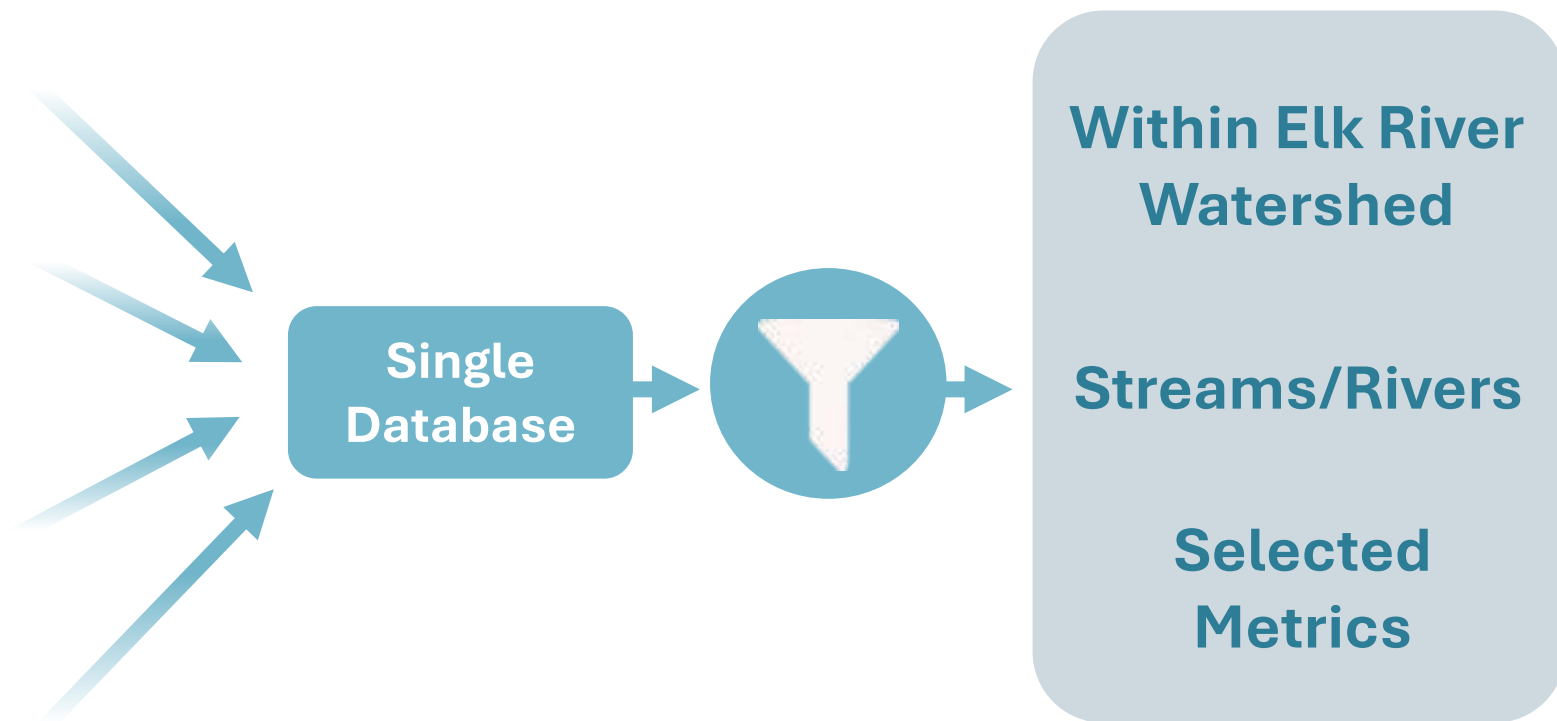 Single
Database
Within Elk River
Watershed
Streams/Rivers
Selected
Metrics